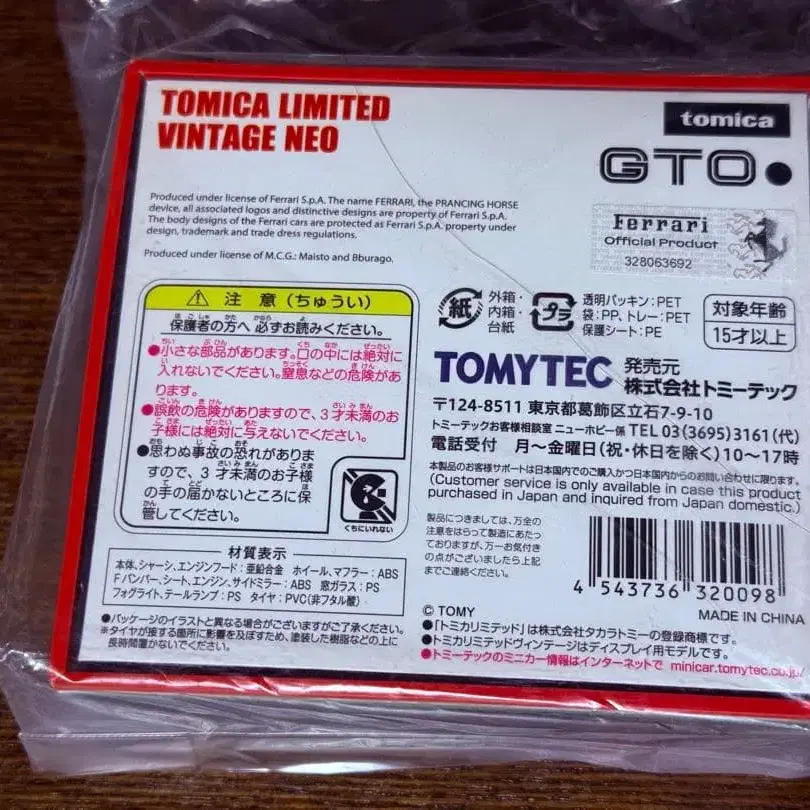 TOMICA LIMITED
VINTAGE NEO
tomica
GTO
Produced under license of Ferrari S.p.A. The name FERRARI, the PRANCING HORSE
device, all associated logos and distinctive designs are property of Ferrari S.p.A.
The body designs of the Ferrari cars are protected as Ferrari S.p.A. property under
design, trademark and trade dress regulations.
Produced under license of M.C.G.: Maisto and Bburago.
Ferrari
Official Product
328063692
注 意（ちゅうい）
保護者の方へ 必ずお読みください。
●小さな部品があります。口の中には絶対に
入れないでください。窒息などの危険があ
ります。
●誤飲の危険がありますので、3才未満のお
子様には絶対に与えないでください。
●思わぬ事故の恐れがあります
ので、3才未満のお子様
の手の届かないところに保
管してください。
くちにいれない
紙
外箱・
内箱・
台紙
プラ
透明パッキン：PET
袋：PP、トレー：PET
保護シート：PE
対象年齢
15才以上
TOMYTEC
発売元
株式会社トミーテック
〒124-8511 東京都葛飾区立石7-9-10
トミーテックお客様相談室 ニューホビー係 TEL 03(3695)3161(代)
電話受付 月〜金曜日(祝・休日を除く)10〜17時
本製品のお客様サポートは日本国内でのご購入かつ日本国内からのお問い合わせに限ります。
(Customer service is only available in case this product
purchased in Japan and inquired from Japan domestic.)
製品につきましては、万全の
注意をはらって製造にあたっ
ておりますが、万一お気付き
の点がございましたら上記
までご連絡ください。
4 543736 320098
MADE IN CHINA
材質表示
本体、シャーシ、エンジンフード：亜鉛合金 ホイール、マフラー：ABS
Fバンパー、シート、エンジン、サイドミラー：ABS 窓ガラス：PS
フォグライト、テールランプ：PS タイヤ：PVC(非フタル酸)
●パッケージのイラストと異なる場合がございますがご了承ください。
※タイヤが接する箇所に影響を及ぼすため、塗装した樹脂などの上に
長時間置かないでください。
© TOMY
●「トミカリミテッド」は株式会社タカラトミーの登録商標です。
●トミカリミテッドヴィンテージはディスプレイ用モデルです。
●トミーテックのミニカー情報はインターネットで minicar.tomytec.co.jp/